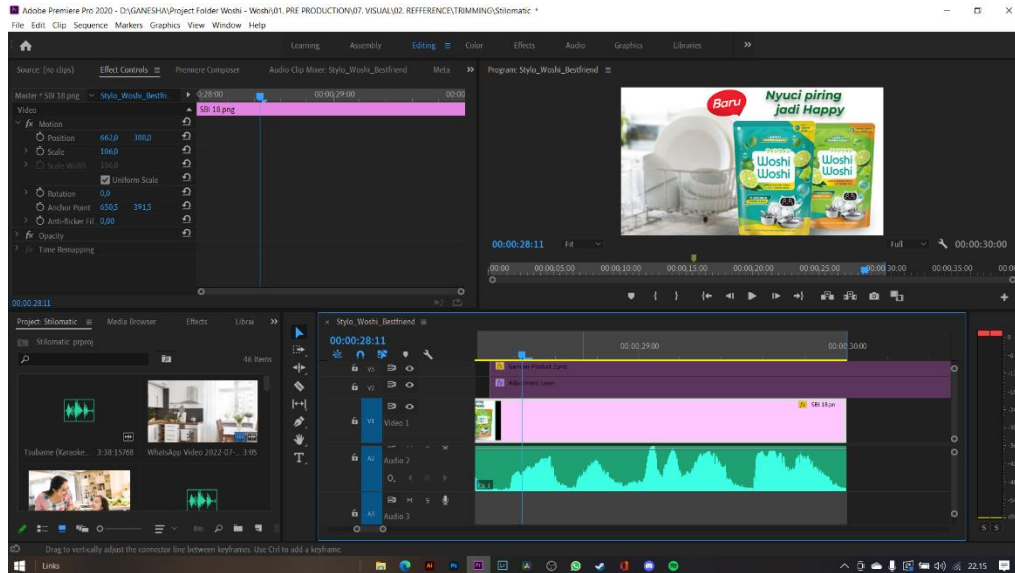 Adobe Premiere Pro 2020 - D:\GANESHA\Project Folder Woshi - Woshi\01. PRE PRODUCTION\07. VISUAL\02. REFFERENCE\TRIMMING\Stilomatic *
File Edit Clip Sequence Markers Graphics View Window Help
Learning Assembly Editing Color Effects Audio Graphics Libraries
Source: (no clips) Effect Controls Premiere Composer Audio Clip Mixer: Stylo_Woshi_Bestfriend Meta
Program: Stylo_Woshi_Bestfriend
Master * SBI 18.png Stylo_Woshi_Bestfri... 0:28:00 00:00:29:00 00:00
Video SBI 18.png
fx Motion
Position 662,0 388,0
Scale 106,0
Scale Width 106,0
Uniform Scale
Rotation 0,0
Anchor Point 650,5 391,5
Anti-flicker Fil... 0,00
fx Opacity
Time Remapping
00:00:28:11
Baru
Nyuci piring
jadi Happy
Woshi
Woshi
Woshi
Woshi
00:00:28:11 Fit Full 00:00:30:00
:00:00 00:00:05:00 00:00:10:00 00:00:15:00 00:00:20:00 00:00:25:00 00:00:30:00 00:00:35:00 00:0
Project: Stilomatic Media Browser Effects Librar
Stilomatic.prproj
46 Items
Tsubame (Karaoke... 3:38:15768
WhatsApp Video 2022-07-... 3:05
Stylo_Woshi_Bestfriend
00:00:28:11
00:00:29:00 00:00:30:00
V3
V2 Adjustment Layer
V1 Video 1 SBI 18.pn
A2 Audio 2
M S
A3 Audio 3
S S
Drag to vertically adjust the connector line between keyframes. Use Ctrl to add a keyframe.
Links
22.15